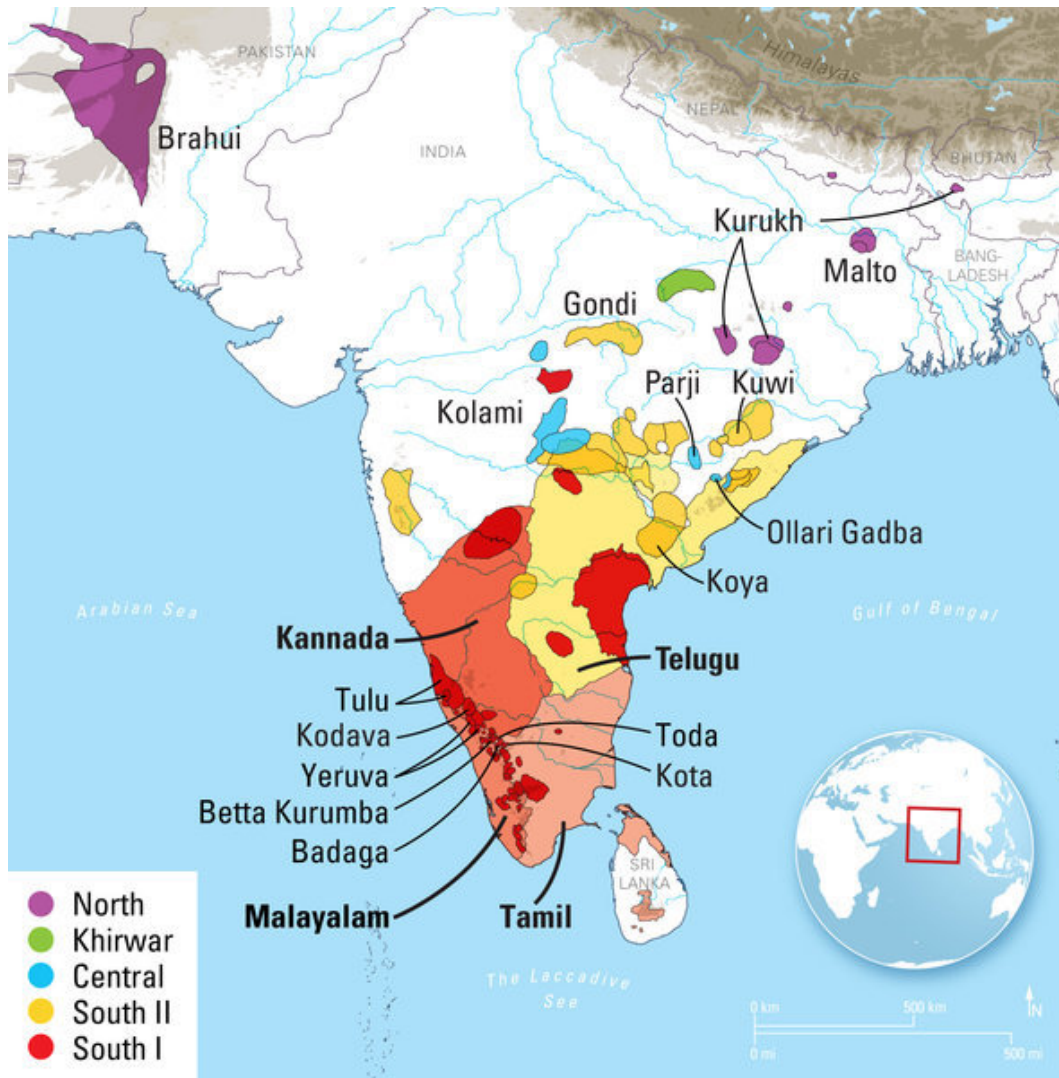 PAKISTAN
Himalayas
NEPAL
Brahui
INDIA
BHUTAN
Kurukh
BANG-
LADESH
Malto
Gondi
Parji
Kuwi
Kolami
Ollari Gadba
Koya
Arabian Sea
Gulf of Bengal
Kannada
Telugu
Tulu
Kodava
Toda
Yeruva
Kota
Betta Kurumba
Badaga
SRI
LANKA
Malayalam
Tamil
North
Khirwar
Central
South II
South I
The Laccadive
See
0 km
500 km
N
0 mi
500 mi